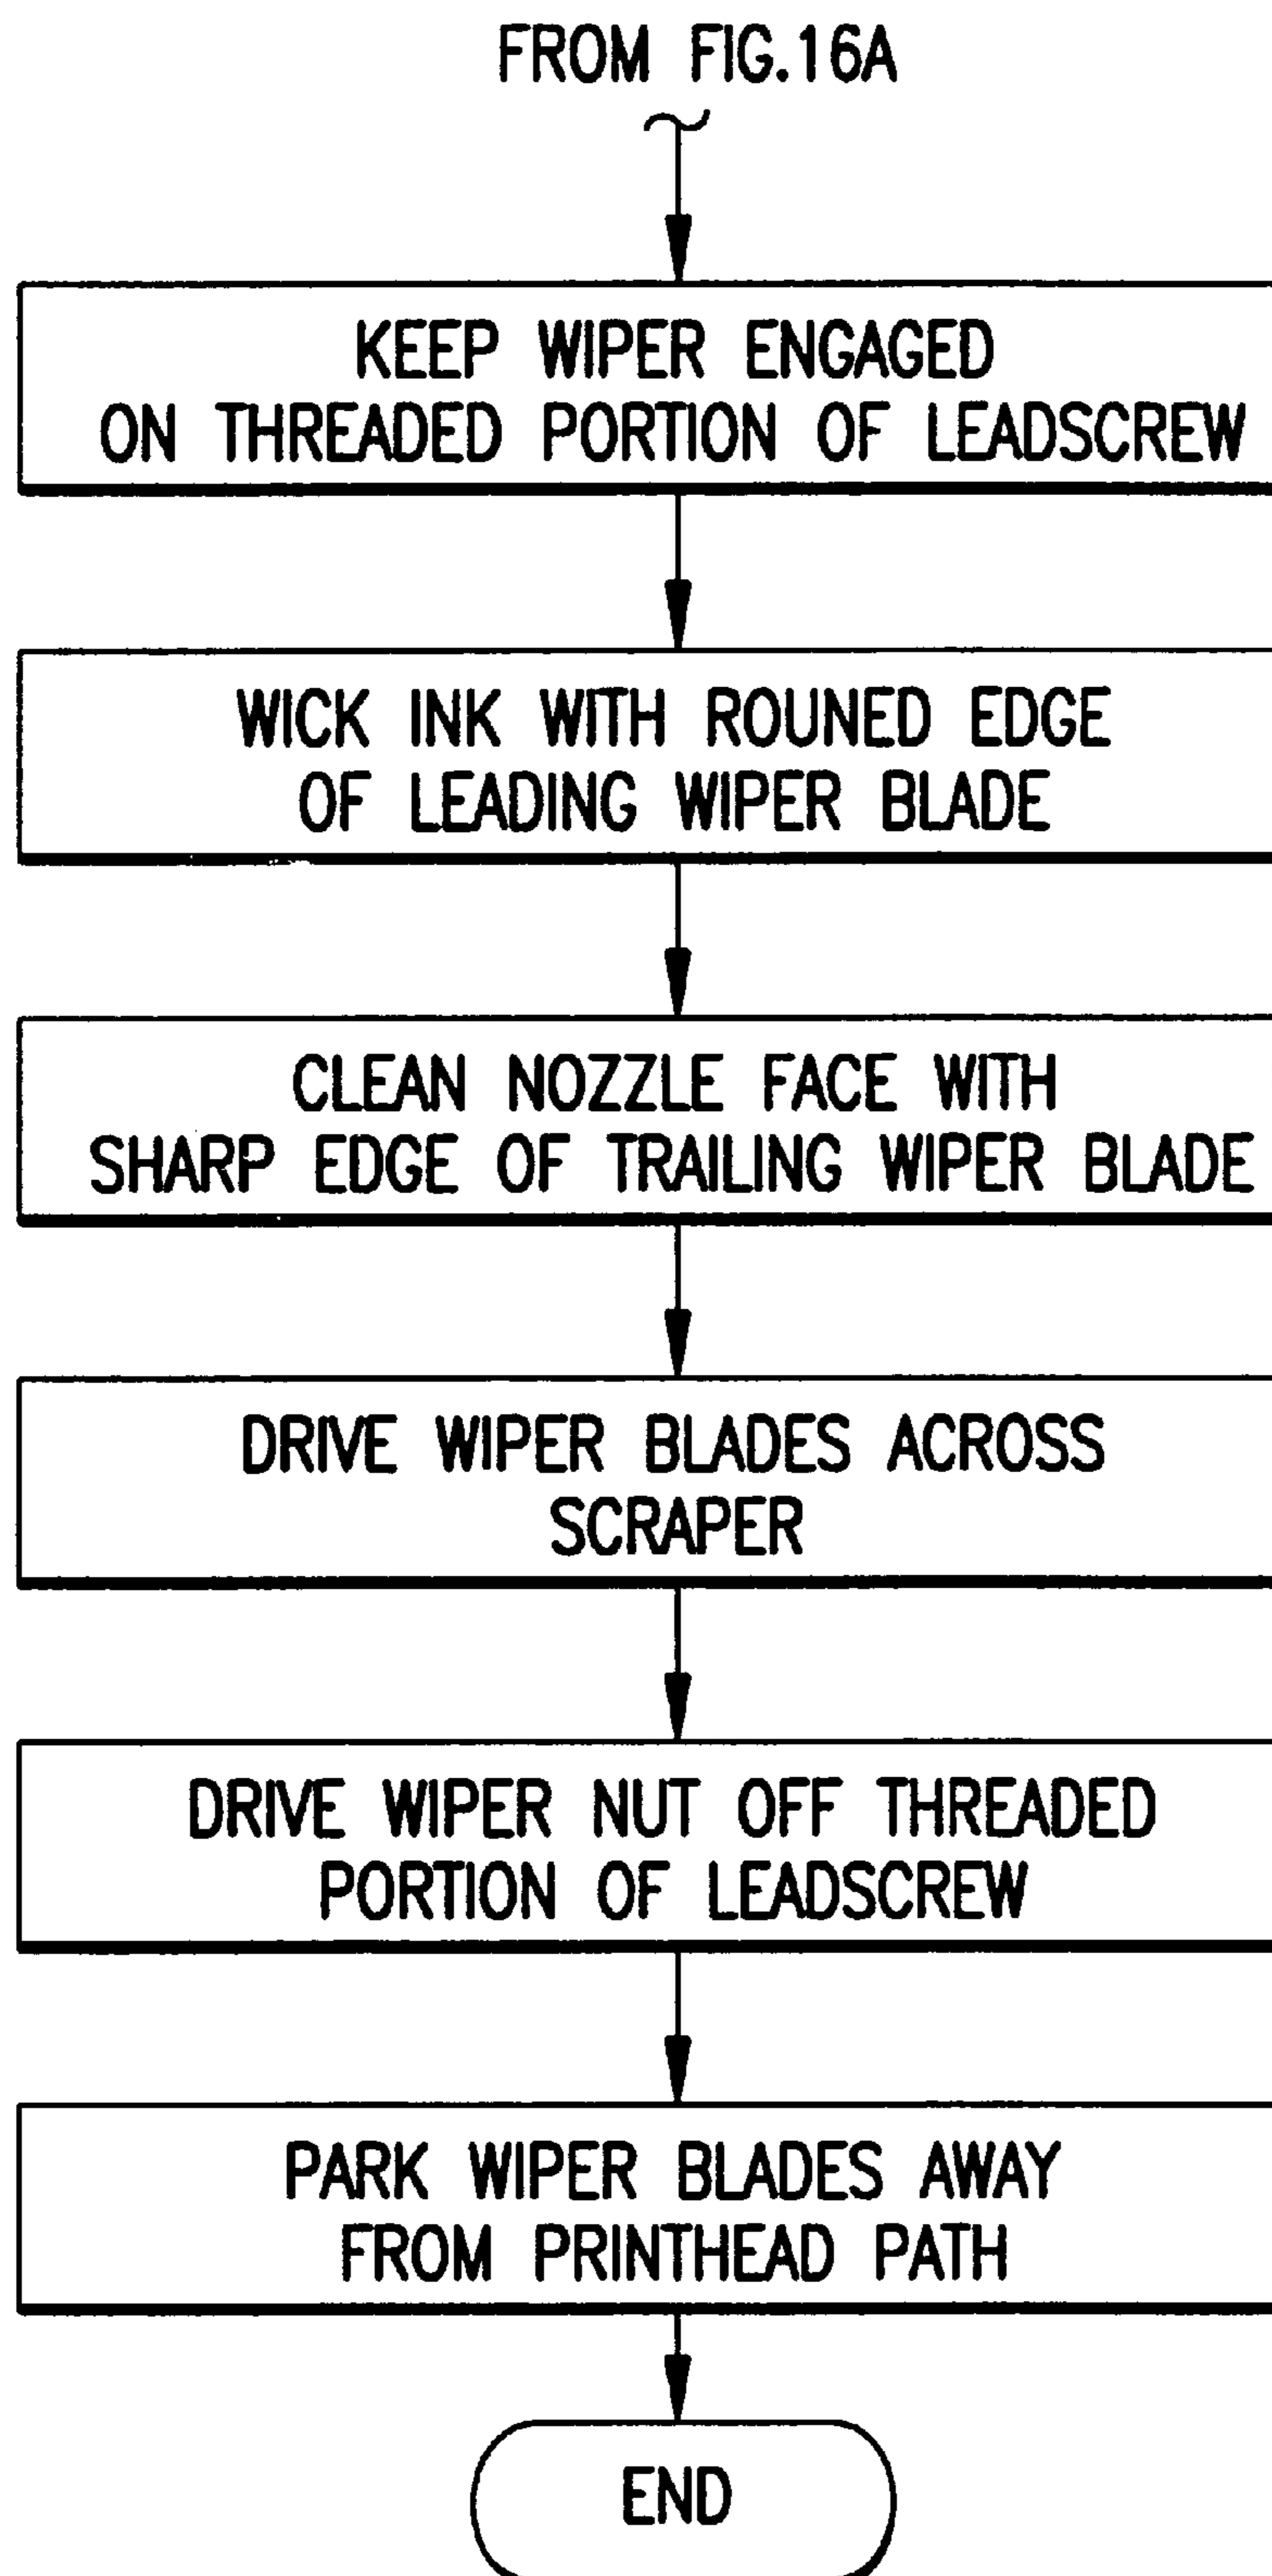 FROM FIG.16A
KEEP WIPER ENGAGED
ON THREADED PORTION OF LEADSCREW
WICK INK WITH ROUNED EDGE
OF LEADING WIPER BLADE
CLEAN NOZZLE FACE WITH
SHARP EDGE OF TRAILING WIPER BLADE
DRIVE WIPER BLADES ACROSS
SCRAPER
DRIVE WIPER NUT OFF THREADED
PORTION OF LEADSCREW
PARK WIPER BLADES AWAY
FROM PRINTHEAD PATH
END